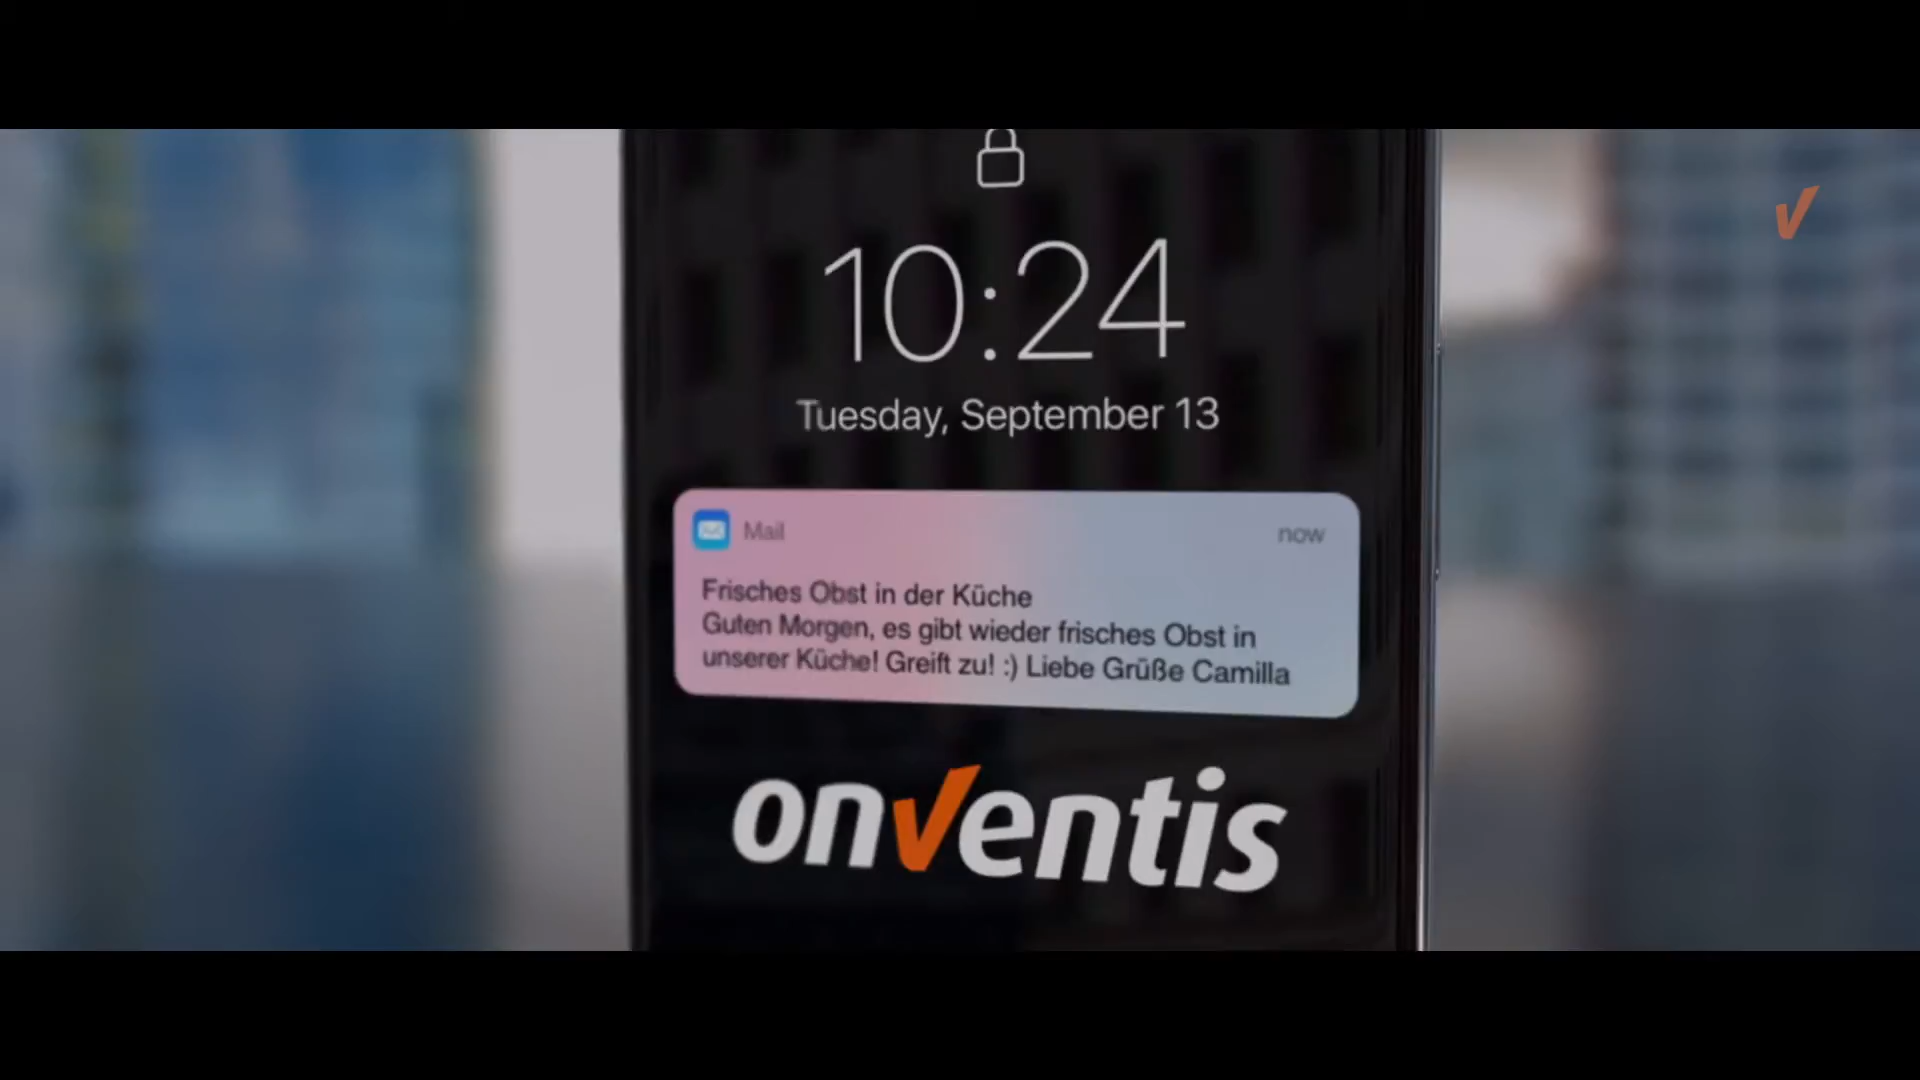 10:24
Tuesday, September 13
Mail
now
Frisches Obst in der Küche
Guten Morgen, es gibt wieder frisches Obst in
unserer Küche! Greift zu! :) Liebe Grüße Camilla
onventis